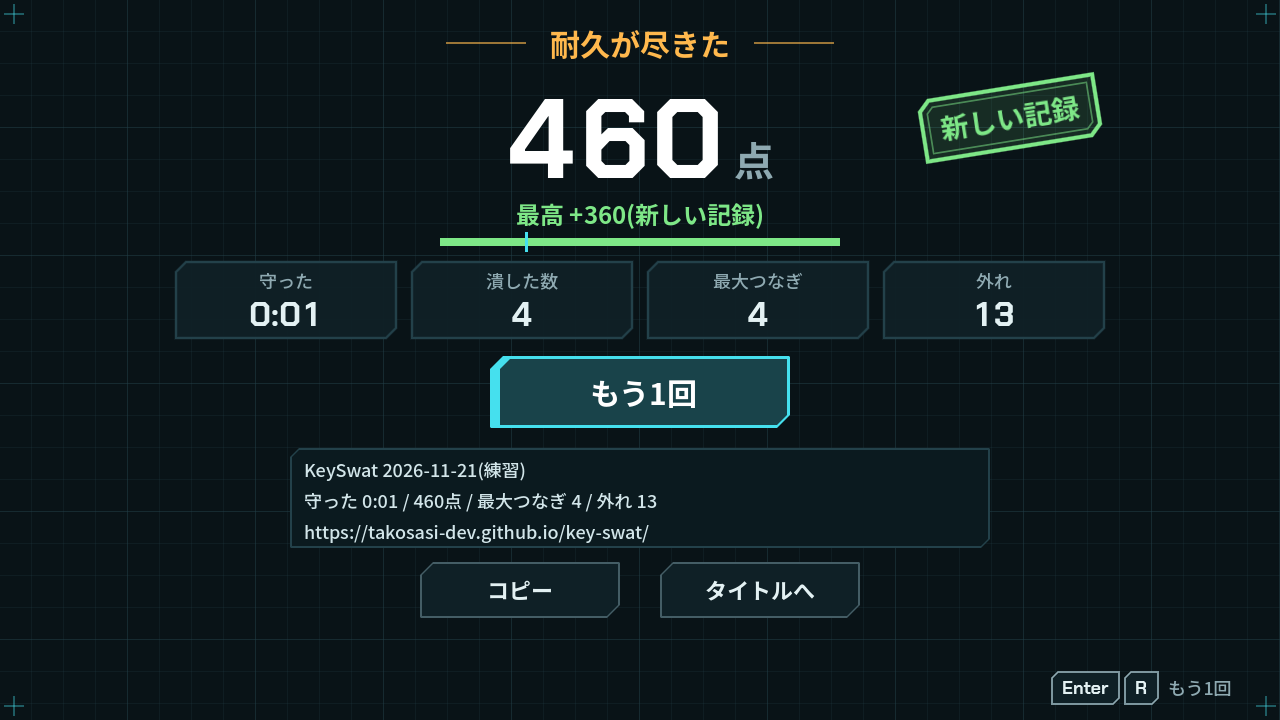 耐久が尽きた
460点
新しい記録
最高 +360(新しい記録)
守った
0:01
潰した数
4
最大つなぎ
4
外れ
13
もう1回
KeySwat 2026-11-21(練習)
守った 0:01 / 460点 / 最大つなぎ 4 / 外れ 13
https://takosasi-dev.github.io/key-swat/
コピー
タイトルへ
Enter R もう1回